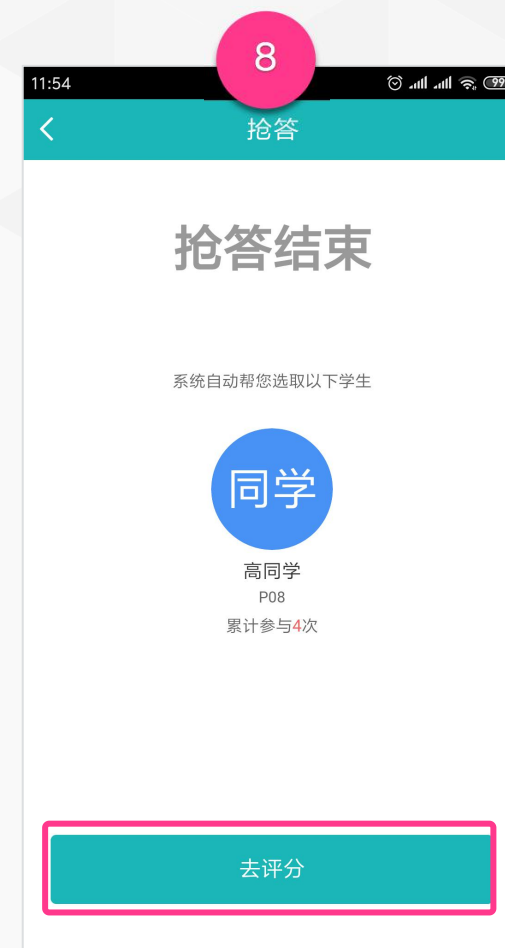 8
11:54
99
抢答
抢答结束
系统自动帮您选取以下学生
同学
高同学
P08
累计参与4次
去评分